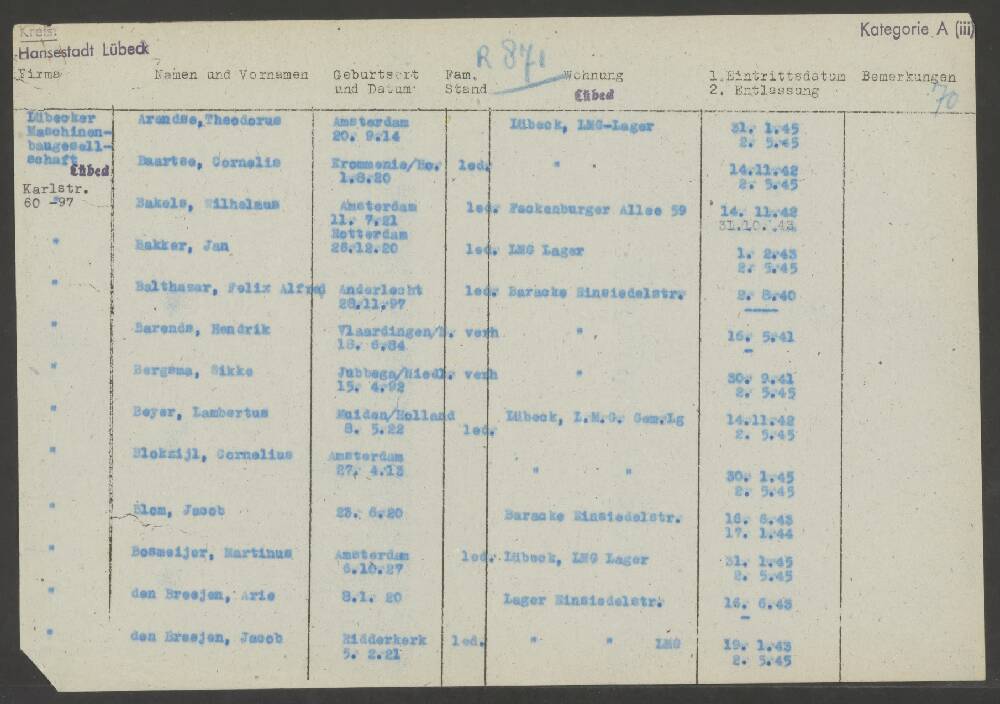 Kreis: Kategorie A (iii)
Hansestadt Lübeck R 871
Firma Namen und Vornamen Geburtsort Fam. Wohnung 1. Eintrittsdatum Bemerkungen
und Datum Stand Lübeck 2. Entlassung 70
Lübecker Arendse, Theodorus Amsterdam Lübeck, LMG-Lager 31. 1.45
Maschinen- 20. 9.14 2. 5.45
baugesell-
schaft Lübeck Baartse, Cornelis Krommenie/Ho. led. " 14.11.42
Karlstr. 1.8.20 2. 5.45
60 -97 Bakels, Wilhelmus Amsterdam led. Fackenburger Allee 59 14. 11.42
11. 7.21 31.10. 43
" Bakker, Jan Rotterdam led. LMG Lager 1. 2.43
26.12.20 2. 5.45
" Balthasar, Felix Alfred Anderlecht led. Baracke Einsiedelstr. 2. 8.40
28.11.97
" Barends, Hendrik Vlaardingen/H. verh " 16. 5.41
18. 6.84 -
" Bergsma, Sikke Jubbega/Niedl. verh " 30. 9.41
15. 4.92 2. 5.45
" Beyer, Lambertus Muiden/Holland Lübeck, L.M.G. Gem.Lg 14.11.42
8. 5.22 led. 2. 5.45
" Blokzijl, Cornelius Amsterdam " " 30. 1.45
27. 4.13 2. 5.45
" Blom, Jacob 23. 6.20 Baracke Einsiedelstr. 16. 6.43
17. 1.44
" Bosmeijer, Martinus Amsterdam led. Lübeck, LMG Lager 31. 1.45
6.10.27 2. 5.45
" den Breejen, Arie 8.1. 20 Lager Einsiedelstr. 16. 6.43
-
" den Breejen, Jacob Ridderkerk led. " " LMG 19. 1.43
5. 2.21 2. 5.45